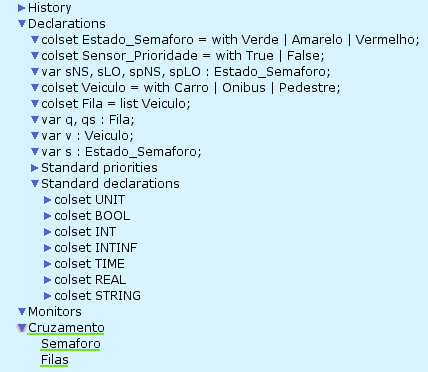 History
Declarations
colset Estado_Semaforo = with Verde | Amarelo | Vermelho;
colset Sensor_Prioridade = with True | False;
var sNS, sLO, spNS, spLO : Estado_Semaforo;
colset Veiculo = with Carro | Onibus | Pedestre;
colset Fila = list Veiculo;
var q, qs : Fila;
var v : Veiculo;
var s : Estado_Semaforo;
Standard priorities
Standard declarations
colset UNIT
colset BOOL
colset INT
colset INTINF
colset TIME
colset REAL
colset STRING
Monitors
Cruzamento
Semaforo
Filas